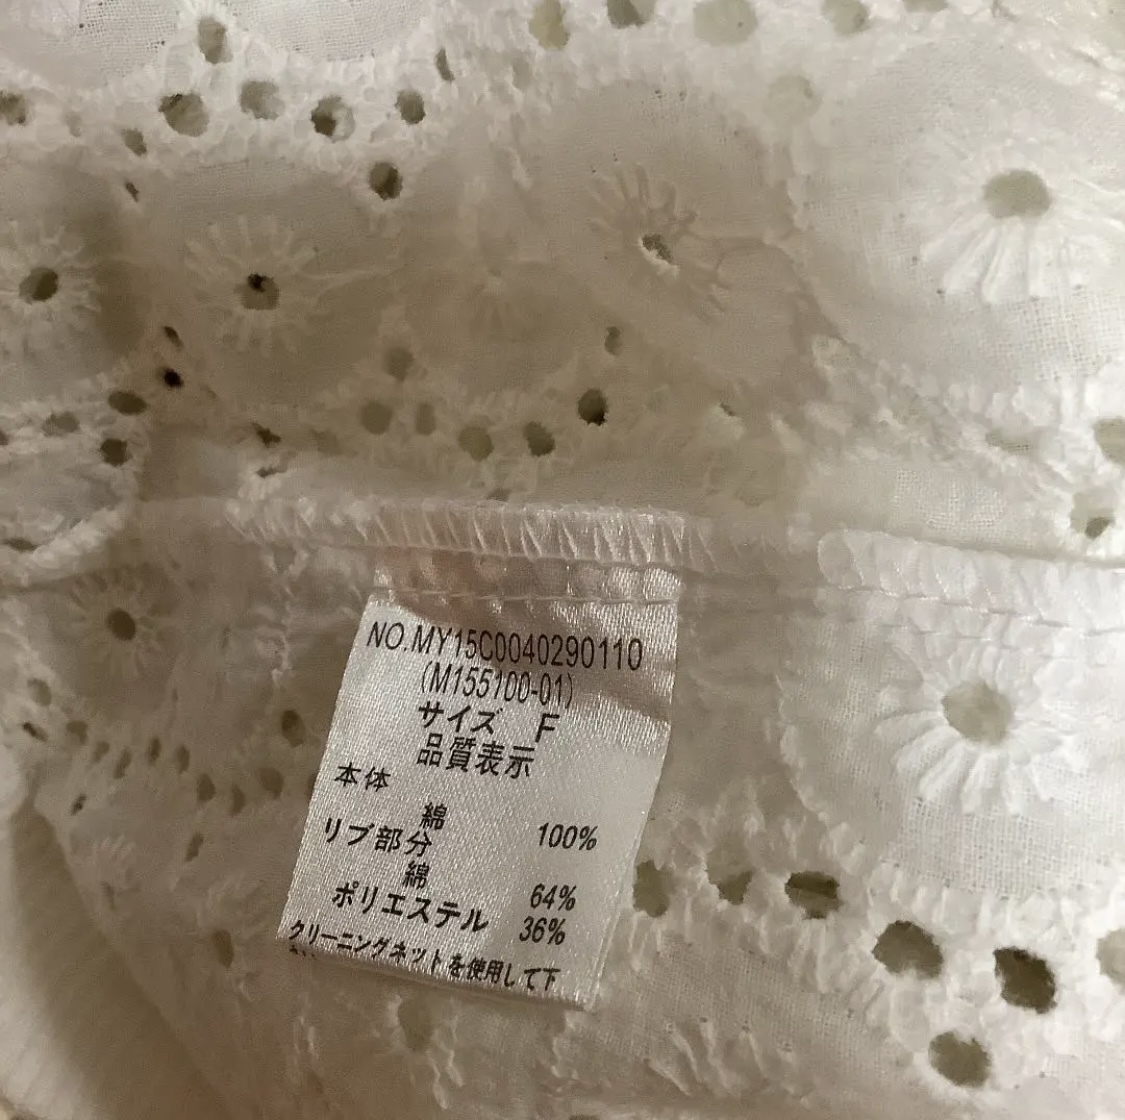 NO.MY15C0040290110
(M155100-01)
サイズ F
品質表示
本体
綿 100%
リブ部分
綿 64%
ポリエステル 36%
クリーニングネットを使用して下